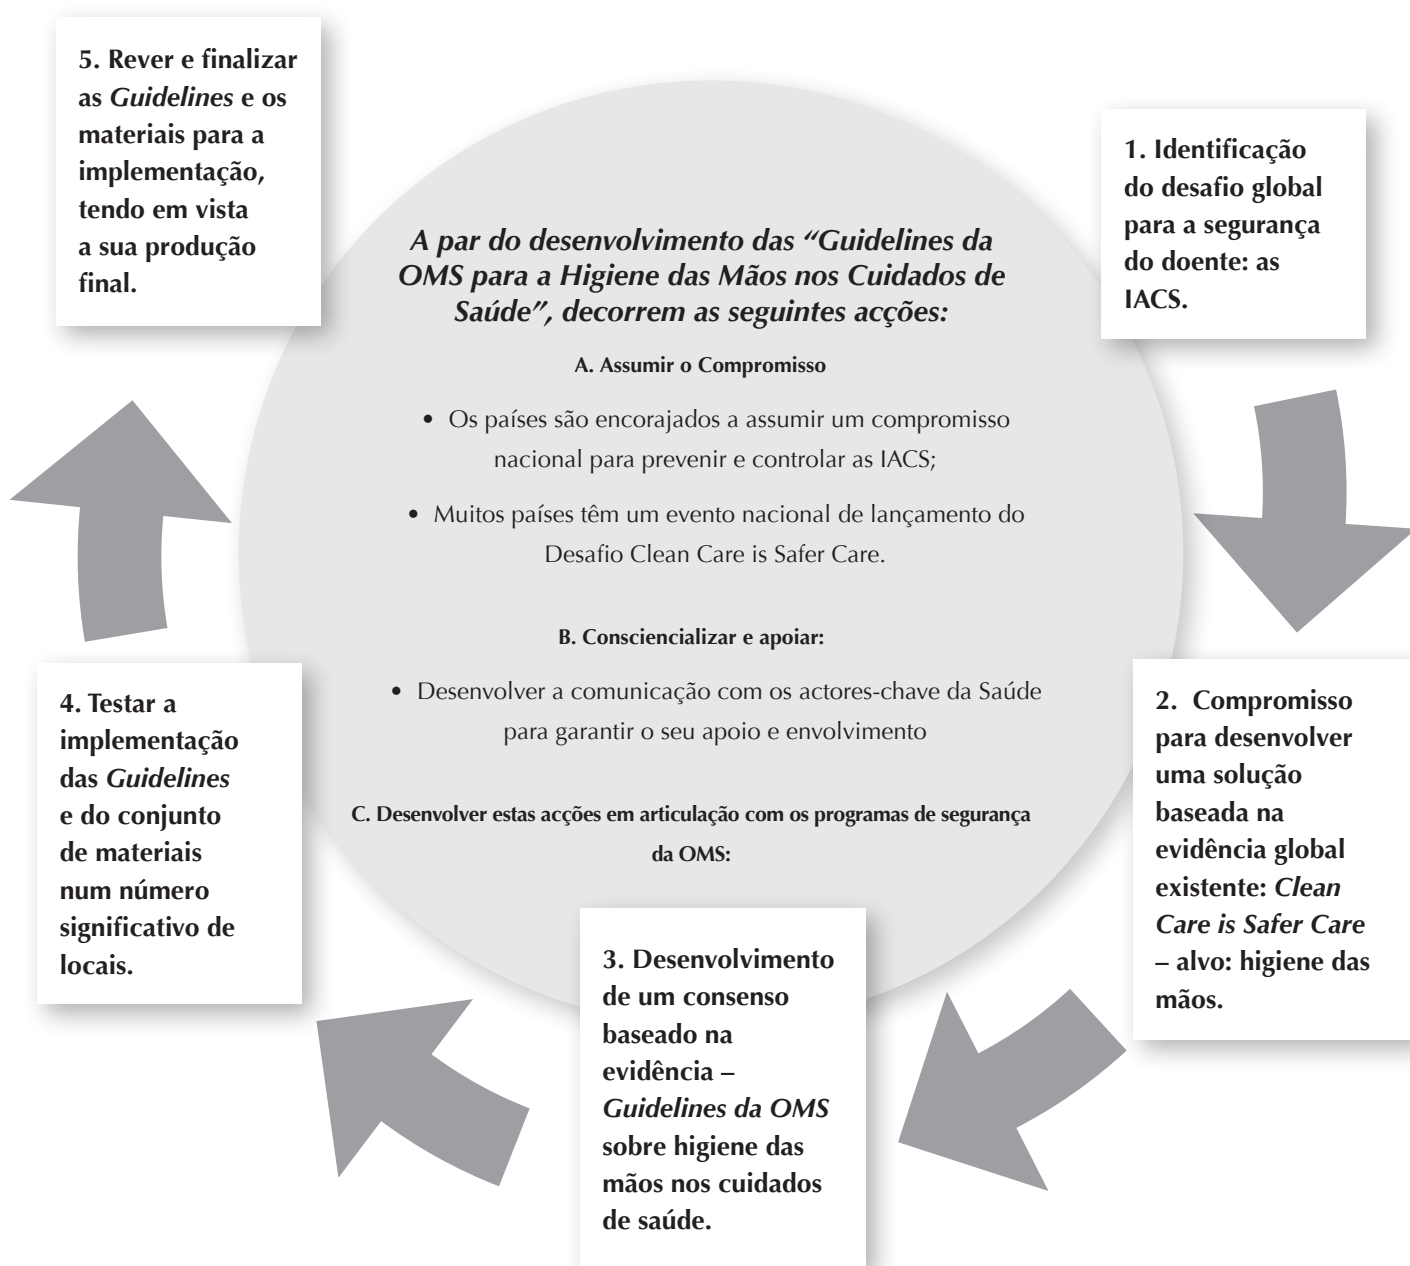 5. Rever e finalizar
as Guidelines e os
materiais para a
implementação,
tendo em vista
a sua produção
final.
1. Identificação
do desafio global
para a segurança
do doente: as
IACS.
A par do desenvolvimento das “Guidelines da
OMS para a Higiene das Mãos nos Cuidados de
Saúde”, decorrem as seguintes acções:
A. Assumir o Compromisso
• Os países são encorajados a assumir um compromisso
nacional para prevenir e controlar as IACS;
• Muitos países têm um evento nacional de lançamento do
Desafio Clean Care is Safer Care.
B. Consciencializar e apoiar:
• Desenvolver a comunicação com os actores-chave da Saúde
para garantir o seu apoio e envolvimento
C. Desenvolver estas acções em articulação com os programas de segurança
da OMS:
2. Compromisso
para desenvolver
uma solução
baseada na
evidência global
existente: Clean
Care is Safer Care
– alvo: higiene das
mãos.
3. Desenvolvimento
de um consenso
baseado na
evidência –
Guidelines da OMS
sobre higiene das
mãos nos cuidados
de saúde.
4. Testar a
implementação
das Guidelines
e do conjunto
de materiais
num número
significativo de
locais.